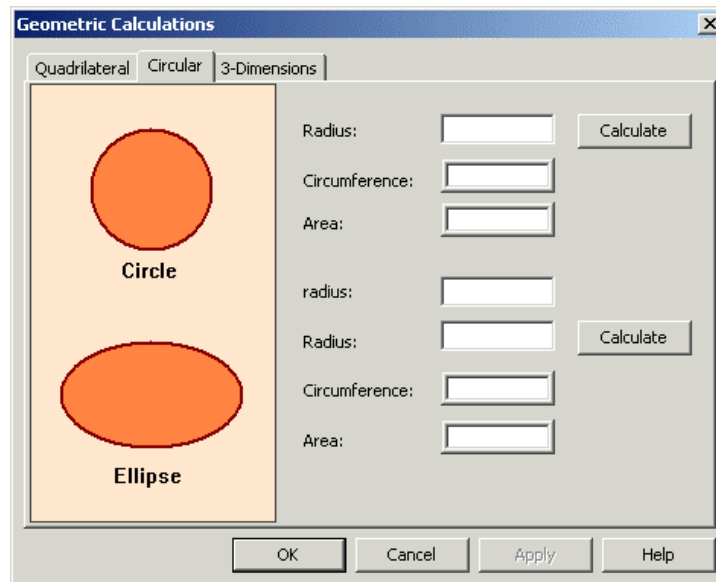 Geometric Calculations
Quadrilateral Circular 3-Dimensions
Radius: Calculate
Circumference:
Area:
Circle
radius:
Radius: Calculate
Circumference:
Area:
Ellipse
OK Cancel Apply Help